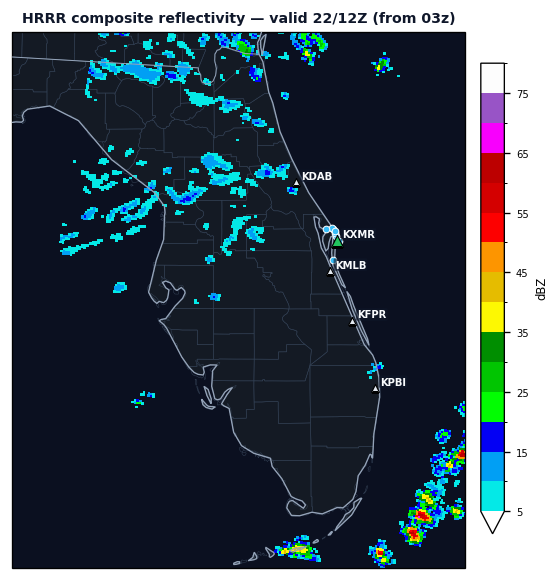 HRRR composite reflectivity — valid 22/12Z (from 03z)
KDAB
KXMR
KMLB
KFPR
KPBI
75
65
55
45
35
25
15
5
dBZ